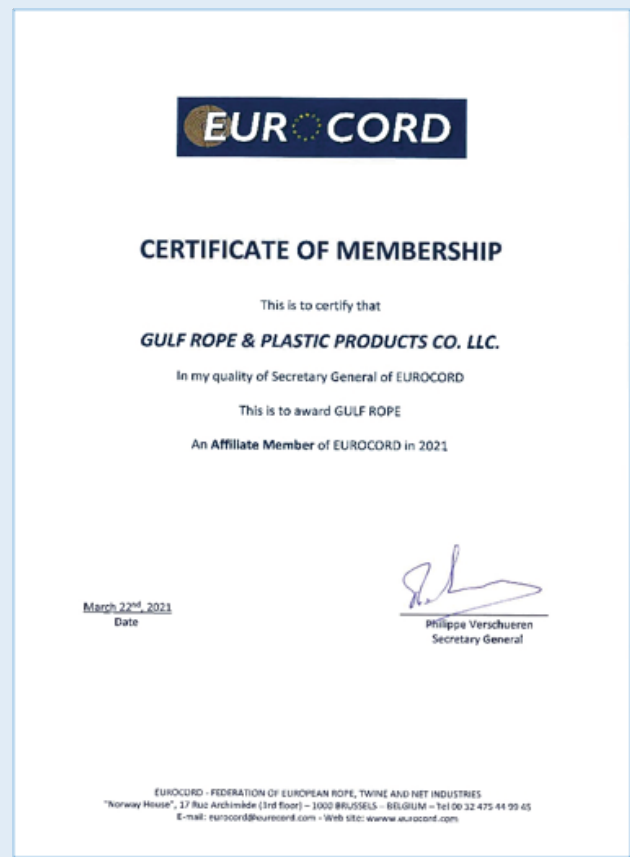 EUROCORD
CERTIFICATE OF MEMBERSHIP
This is to certify that
GULF ROPE & PLASTIC PRODUCTS CO. LLC.
In my quality of Secretary General of EUROCORD
This is to award GULF ROPE
An Affiliate Member of EUROCORD in 2021
March 22nd, 2021
Date
Philippe Verschueren
Secretary General
EUROCORD - FEDERATION OF EUROPEAN ROPE, TWINE AND NET INDUSTRIES
"Norway House", 17 Rue Archimède (3rd floor) – 1000 BRUSSELS – BELGIUM – Tel 00 32 475 44 99 45
E-mail: eurocord@eurocord.com - Web site: wwww.eurocord.com